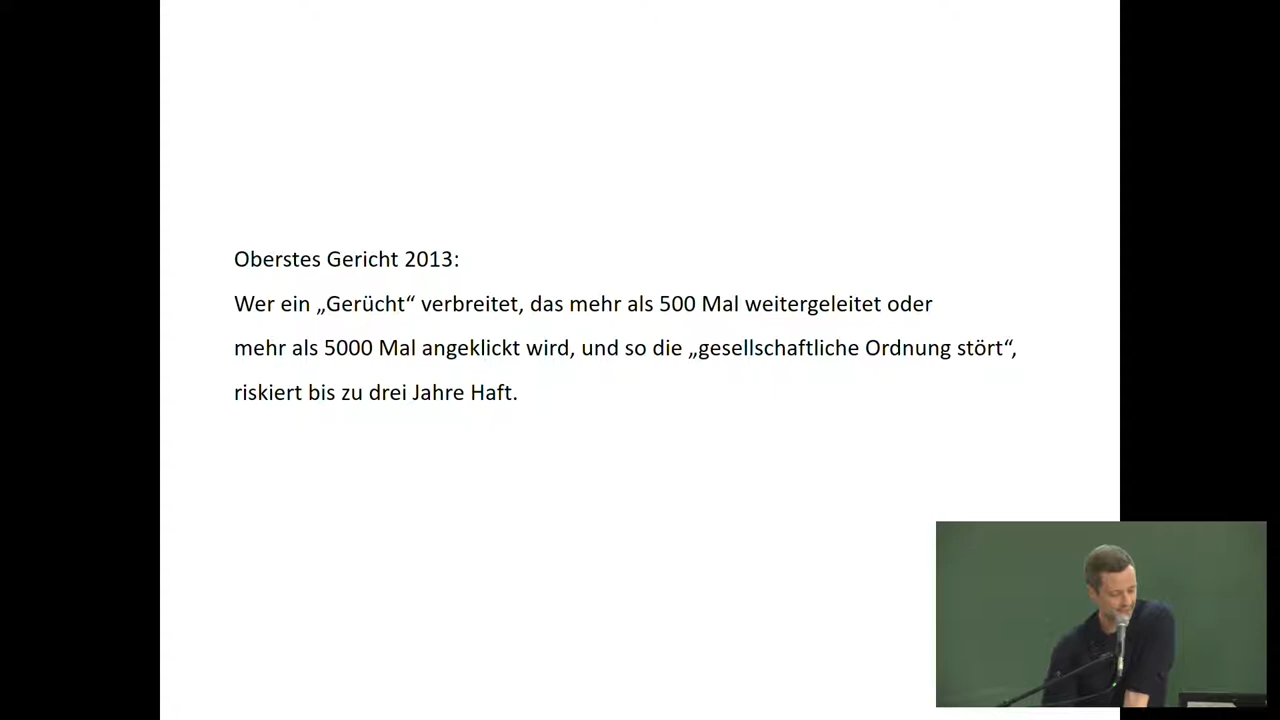 Oberstes Gericht 2013:
Wer ein „Gerücht“ verbreitet, das mehr als 500 Mal weitergeleitet oder
mehr als 5000 Mal angeklickt wird, und so die „gesellschaftliche Ordnung stört“,
riskiert bis zu drei Jahre Haft.